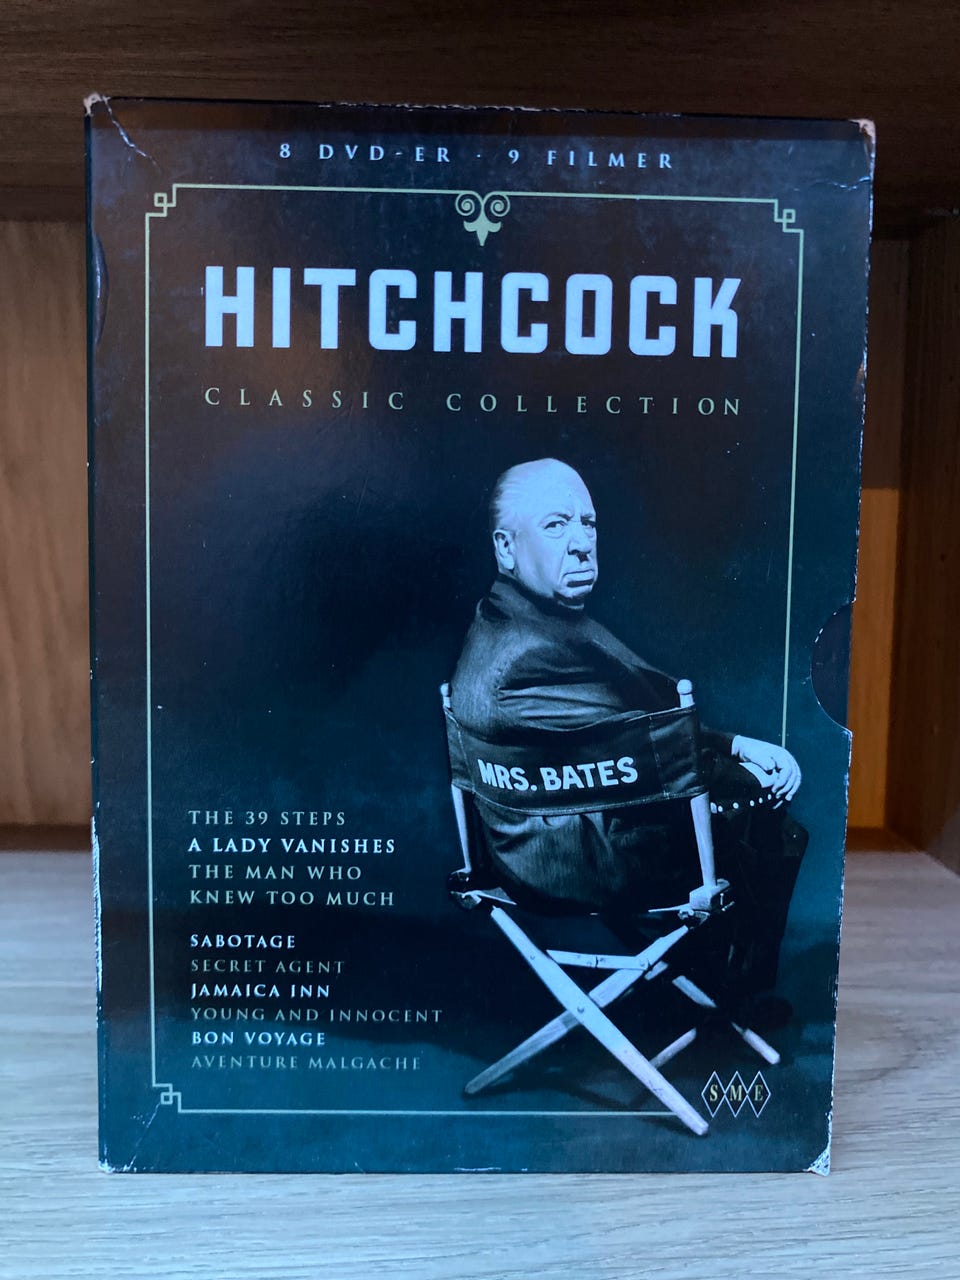 8 DVD-ER · 9 FILMER
HITCHCOCK
CLASSIC COLLECTION
MRS. BATES
THE 39 STEPS
A LADY VANISHES
THE MAN WHO
KNEW TOO MUCH
SABOTAGE
SECRET AGENT
JAMAICA INN
YOUNG AND INNOCENT
BON VOYAGE
AVENTURE MALGACHE
SME